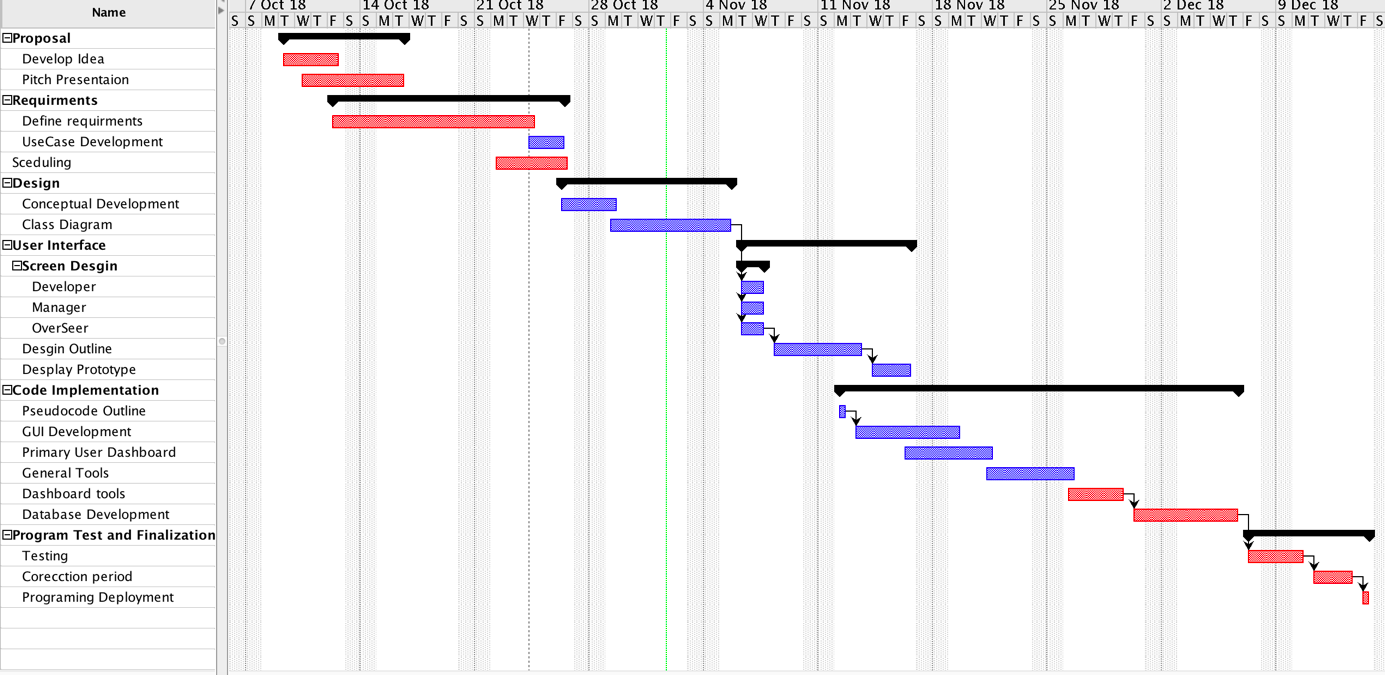 Name
7 Oct 18 14 Oct 18 21 Oct 18 28 Oct 18 4 Nov 18 11 Nov 18 18 Nov 18 25 Nov 18 2 Dec 18 9 Dec 18
S S M T W T F S S M T W T F S S M T W T F S S M T W T F S S M T W T F S S M T W T F S S M T W T F S S M T W T F S S M T W T F S S M T W T F S
Proposal
Develop Idea
Pitch Presentaion
Requirments
Define requirments
UseCase Development
Sceduling
Design
Conceptual Development
Class Diagram
User Interface
Screen Desgin
Developer
Manager
OverSeer
Desgin Outline
Desplay Prototype
Code Implementation
Pseudocode Outline
GUI Development
Primary User Dashboard
General Tools
Dashboard tools
Database Development
Program Test and Finalization
Testing
Corecction period
Programing Deployment